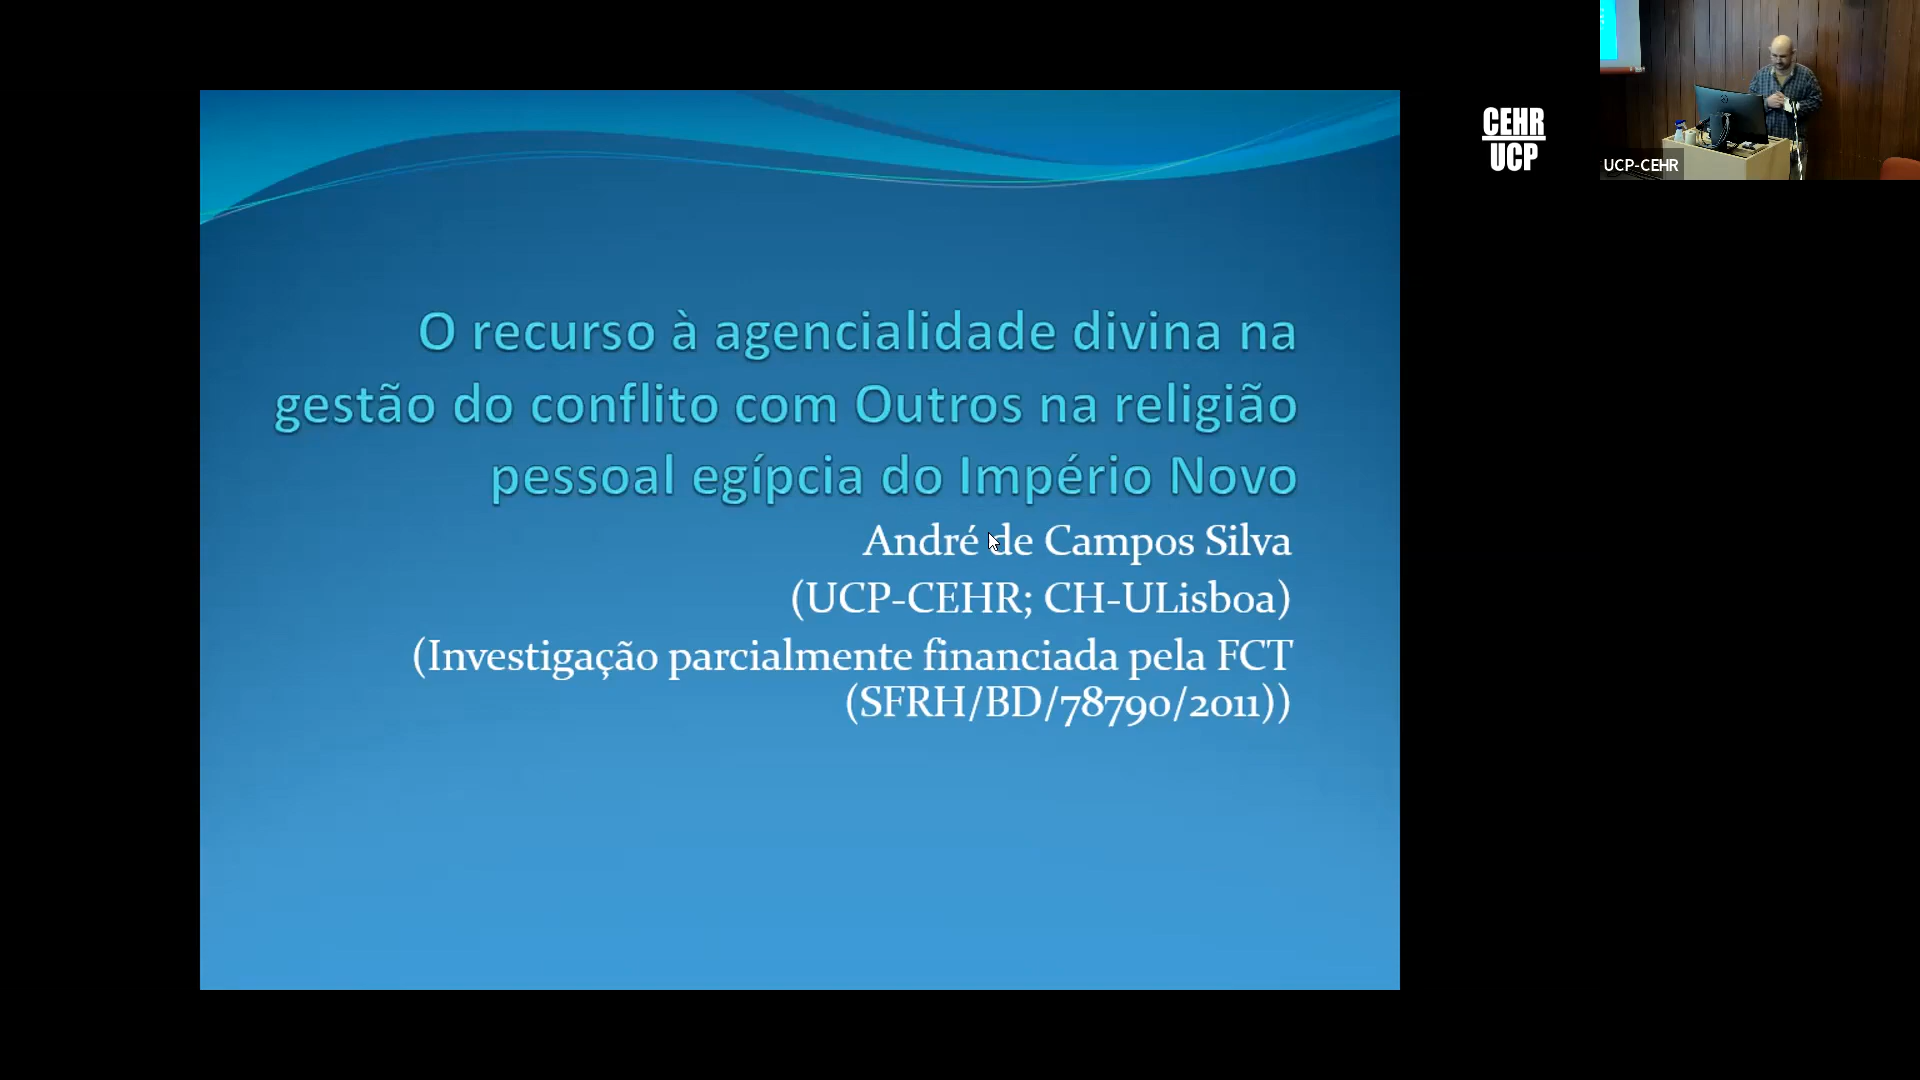 O recurso à agencialidade divina na
gestão do conflito com Outros na religião
pessoal egípcia do Império Novo
André de Campos Silva
(UCP-CEHR; CH-ULisboa)
(Investigação parcialmente financiada pela FCT
(SFRH/BD/78790/2011))
CEHR
UCP
UCP-CEHR